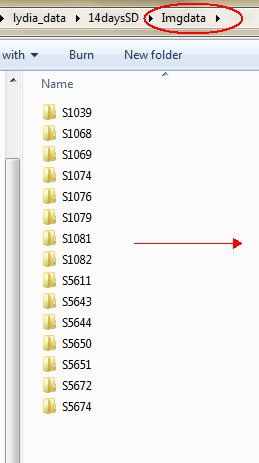 lydia_data 14daysSD Imgdata
with Burn New folder
Name
S1039
S1068
S1069
S1074
S1076
S1079
S1081
S1082
S5611
S5643
S5644
S5650
S5651
S5672
S5674